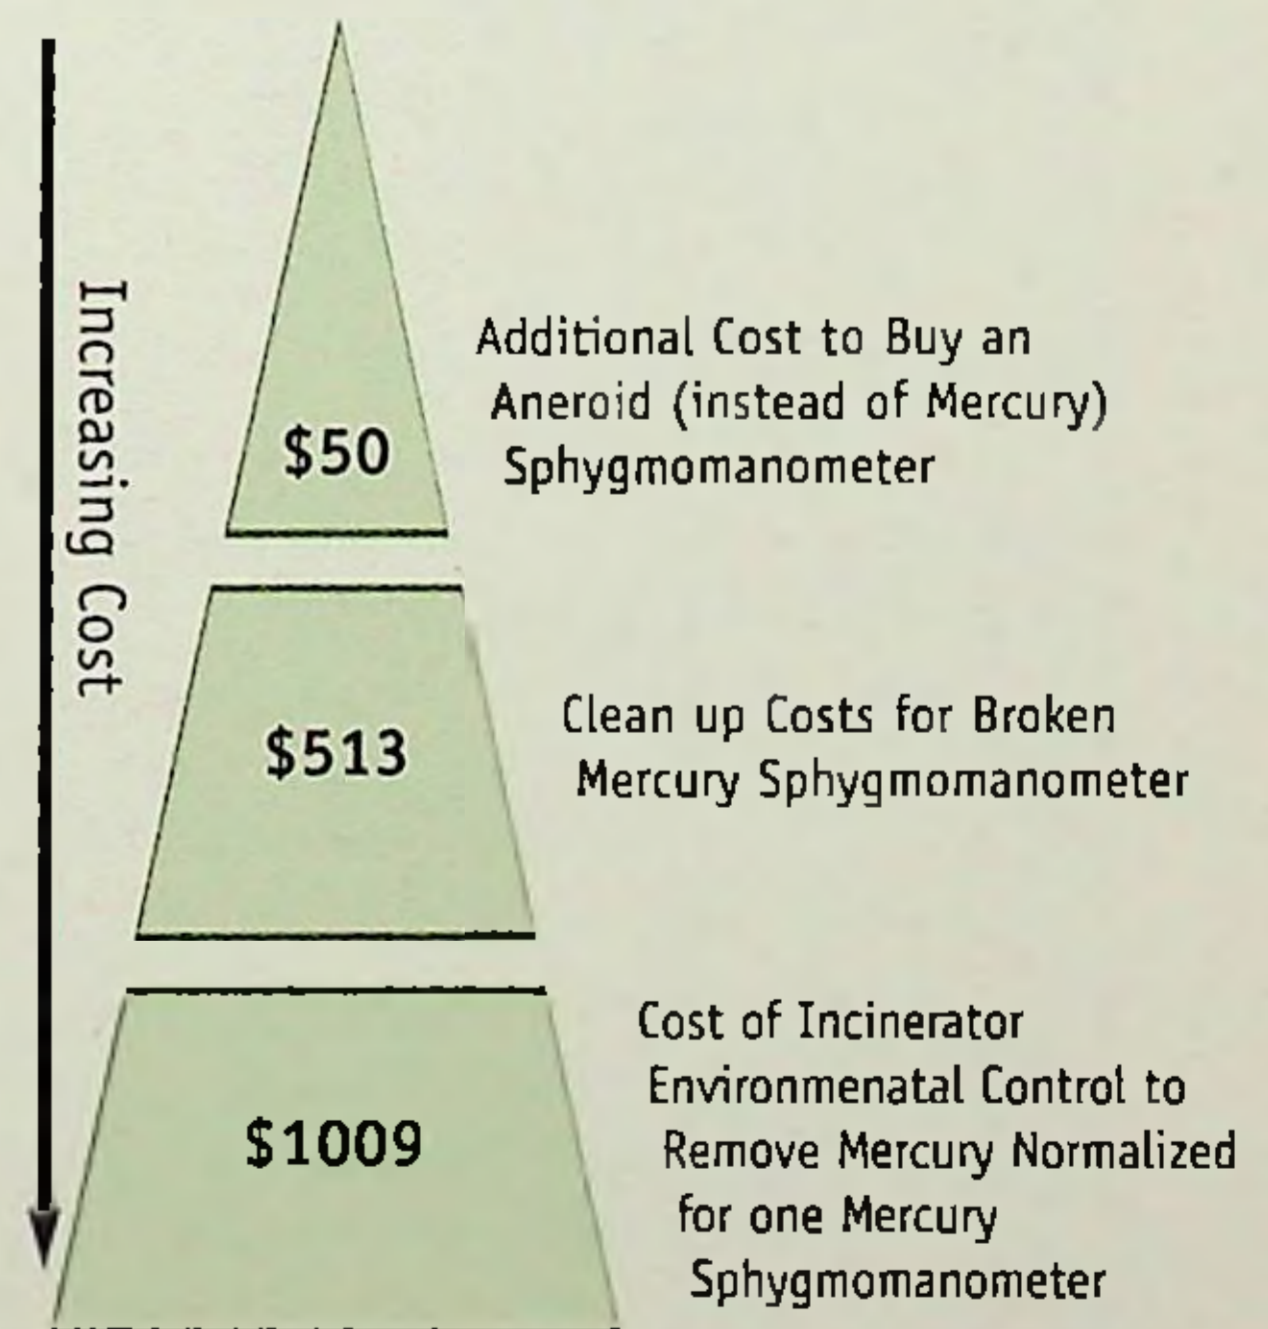 Increasing Cost
$50
Additional Cost to Buy an
Aneroid (instead of Mercury)
Sphygmomanometer
$513
Clean up Costs for Broken
Mercury Sphygmomanometer
$1009
Cost of Incinerator
Environmenatal Control to
Remove Mercury Normalized
for one Mercury
Sphygmomanometer